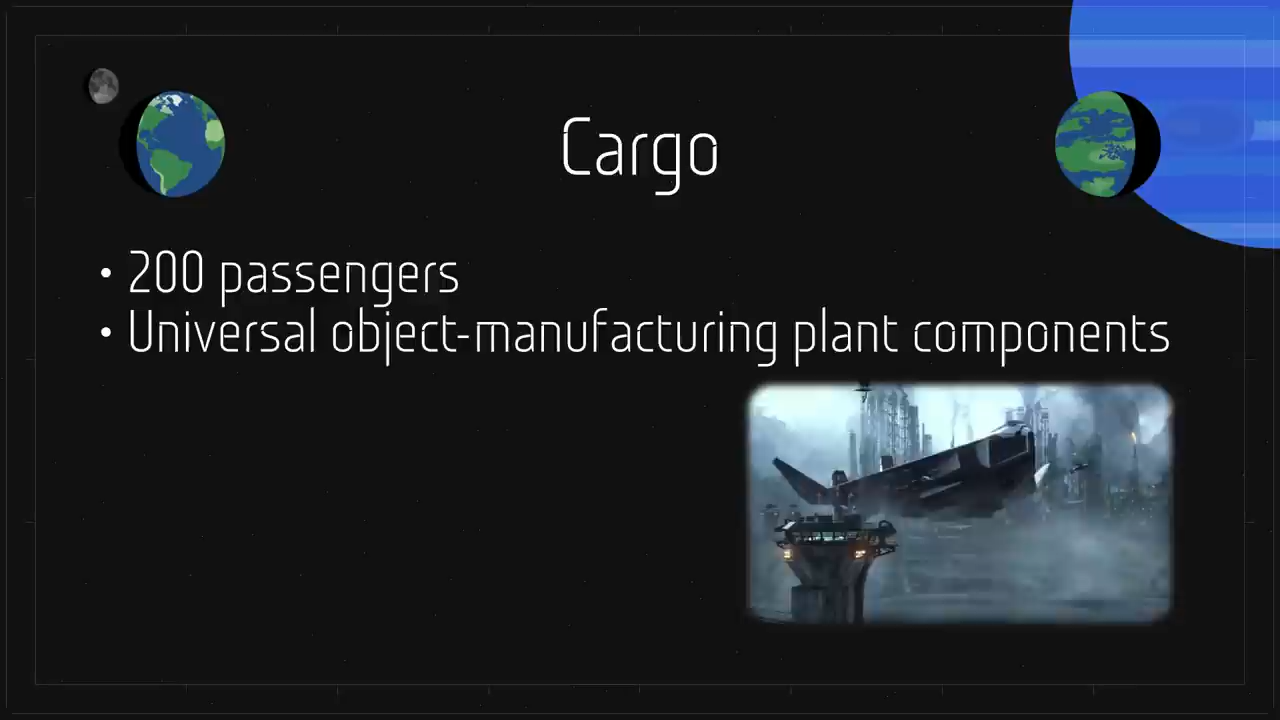 Cargo
• 200 passengers
• Universal object-manufacturing plant components